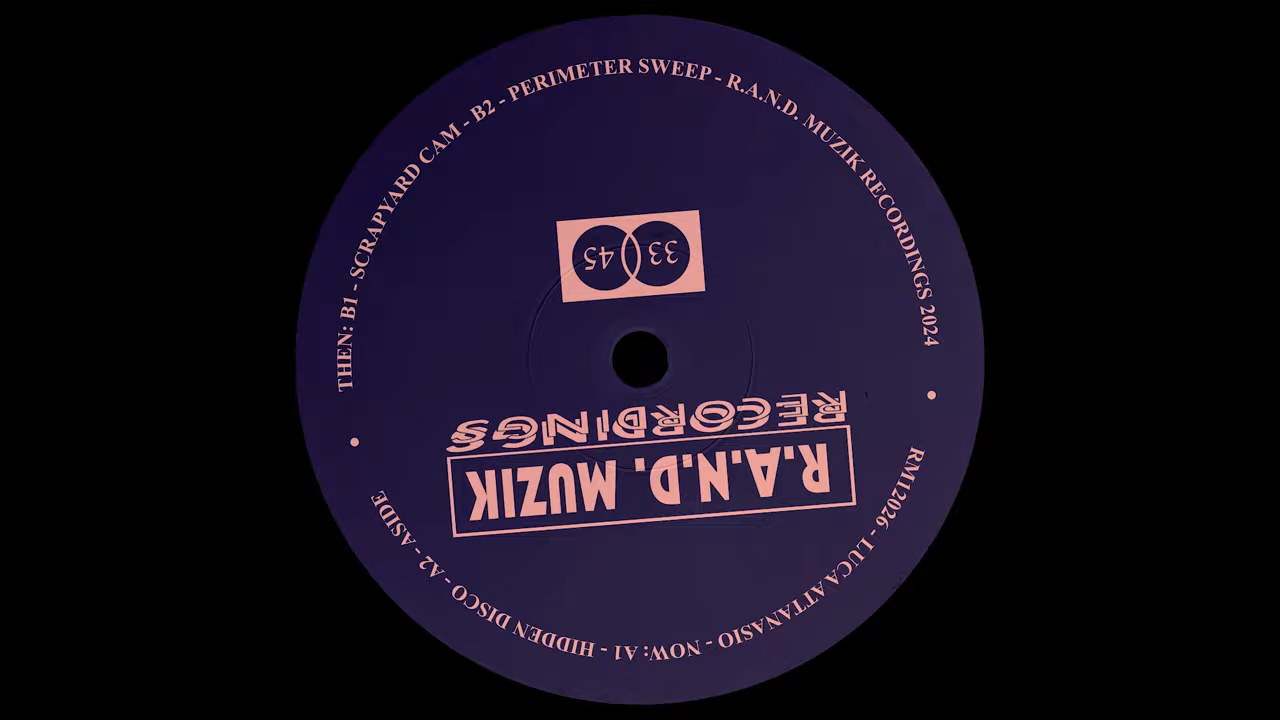 R.A.N.D. MUZIK
RECORDINGS
33 45
RM12026 - LUCA ATTANASIO - NOW: A1 - HIDDEN DISCO - A2 - ASIDE
THEN: B1 - SCRAPYARD CAM - B2 - PERIMETER SWEEP - R.A.N.D. MUZIK RECORDINGS 2024